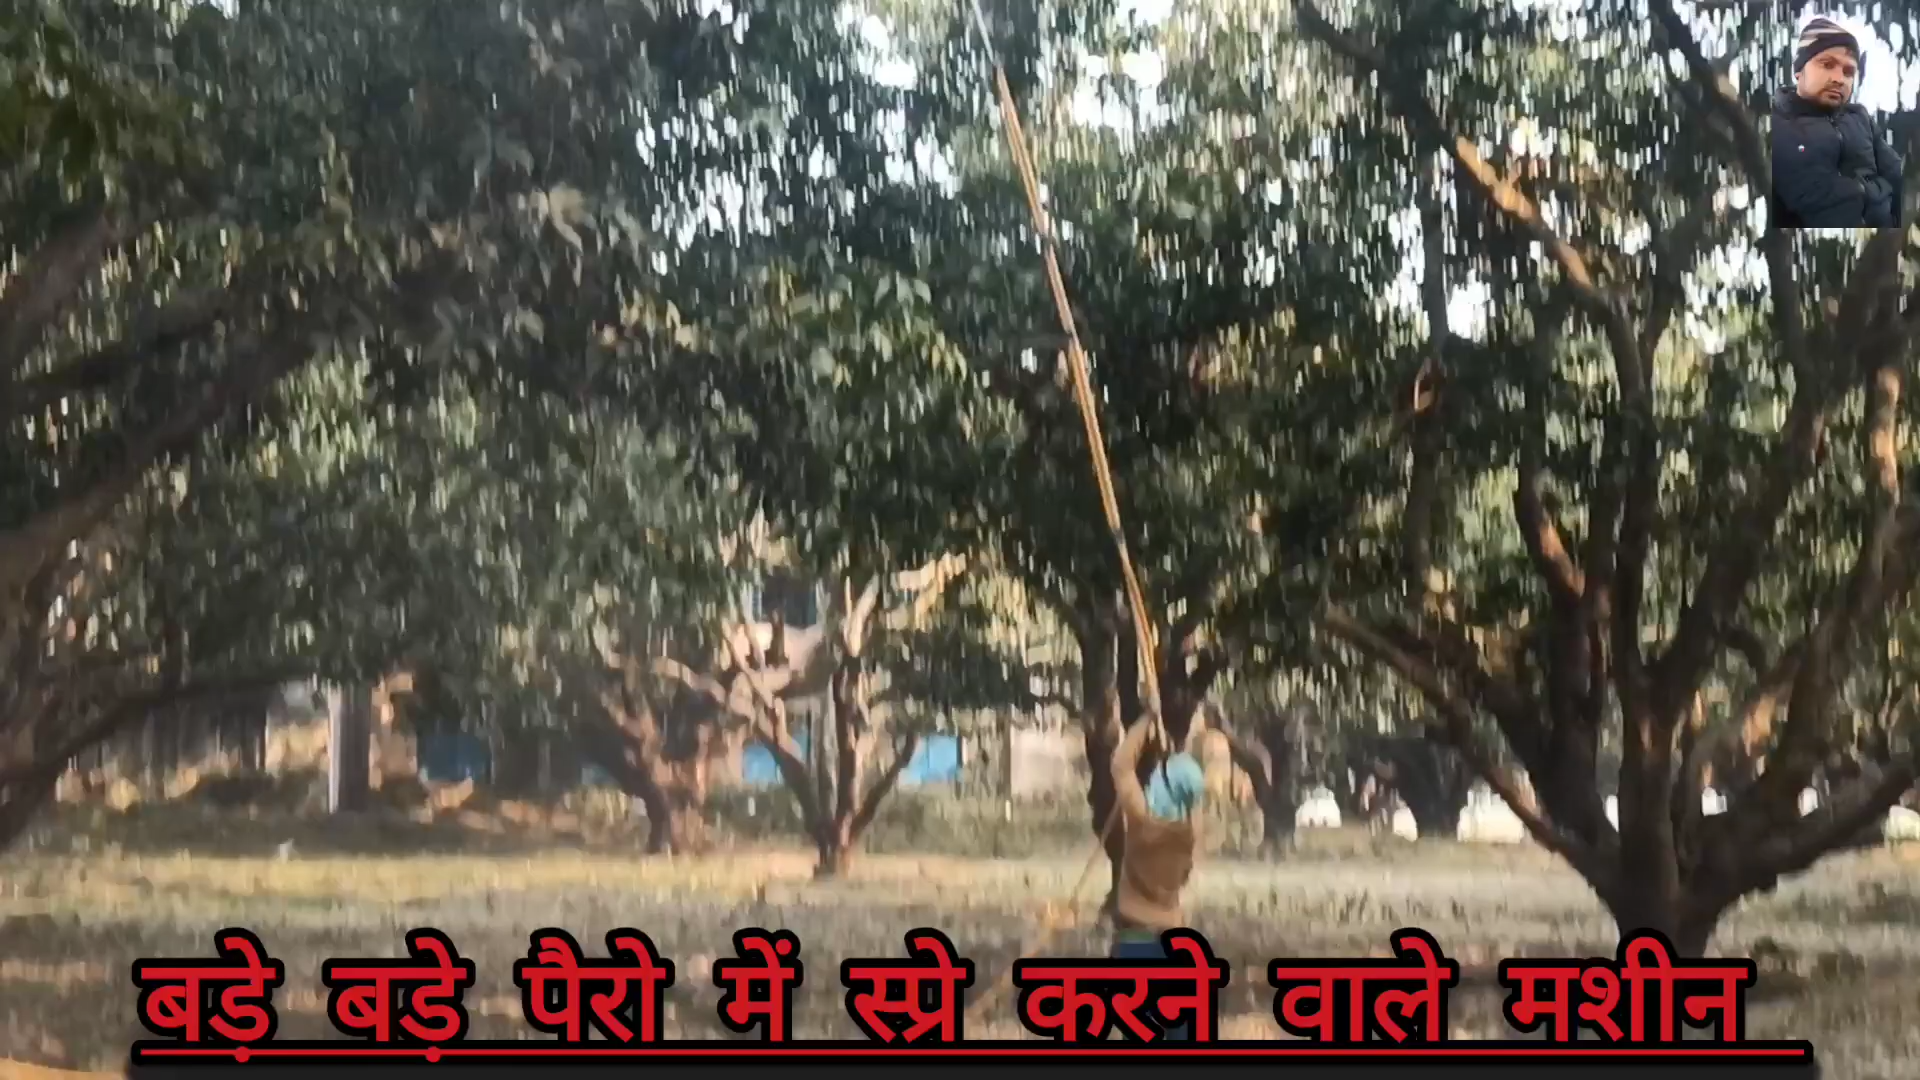 बड़े बड़े पैरो में स्प्रे करने वाले मशीन